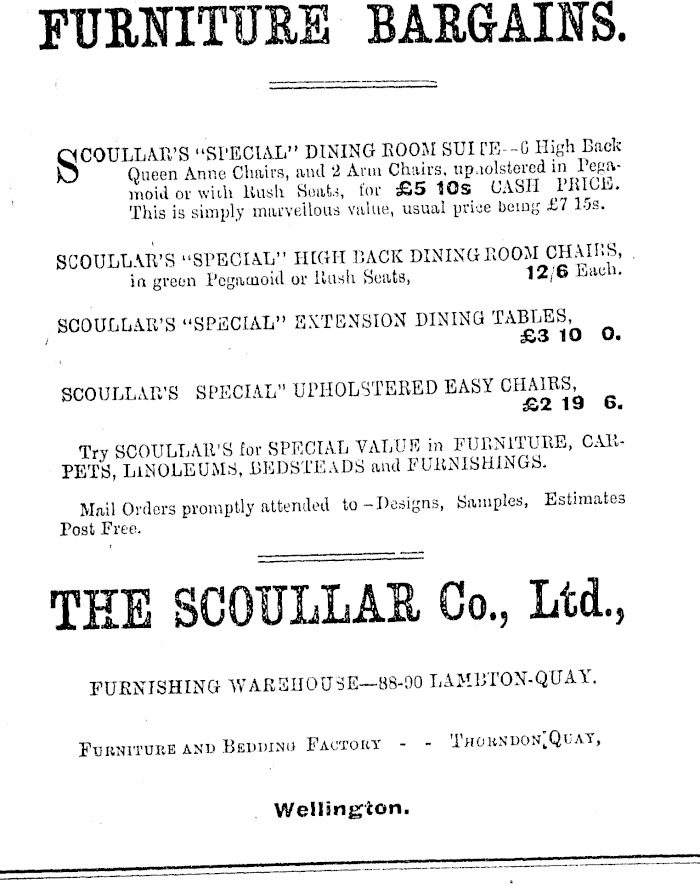 FURNITURE BARGAINS.
SCOULLAR'S "SPECIAL" DINING ROOM SUITE--6 High Back
Queen Anne Chairs, and 2 Arm Chairs, upholstered in Pega-
moid or with Rush Seats, for £5 10s CASH PRICE.
This is simply marvellous value, usual price being £7 15s.
SCOULLAR'S "SPECIAL" HIGH BACK DINING ROOM CHAIRS,
in green Pegamoid or Rush Seats, 12/6 Each.
SCOULLAR'S "SPECIAL" EXTENSION DINING TABLES,
£3 10 0.
SCOULLAR'S SPECIAL" UPHOLSTERED EASY CHAIRS,
£2 19 6.
Try SCOULLAR'S for SPECIAL VALUE in FURNITURE, CAR-
PETS, LINOLEUMS, BEDSTEADS and FURNISHINGS.
Mail Orders promptly attended to -Designs, Samples, Estimates
Post Free.
THE SCOULLAR Co., Ltd.,
FURNISHING WAREHOUSE—88-90 LAMBTON-QUAY.
FURNITURE AND BEDDING FACTORY - - THORNDON QUAY,
Wellington.